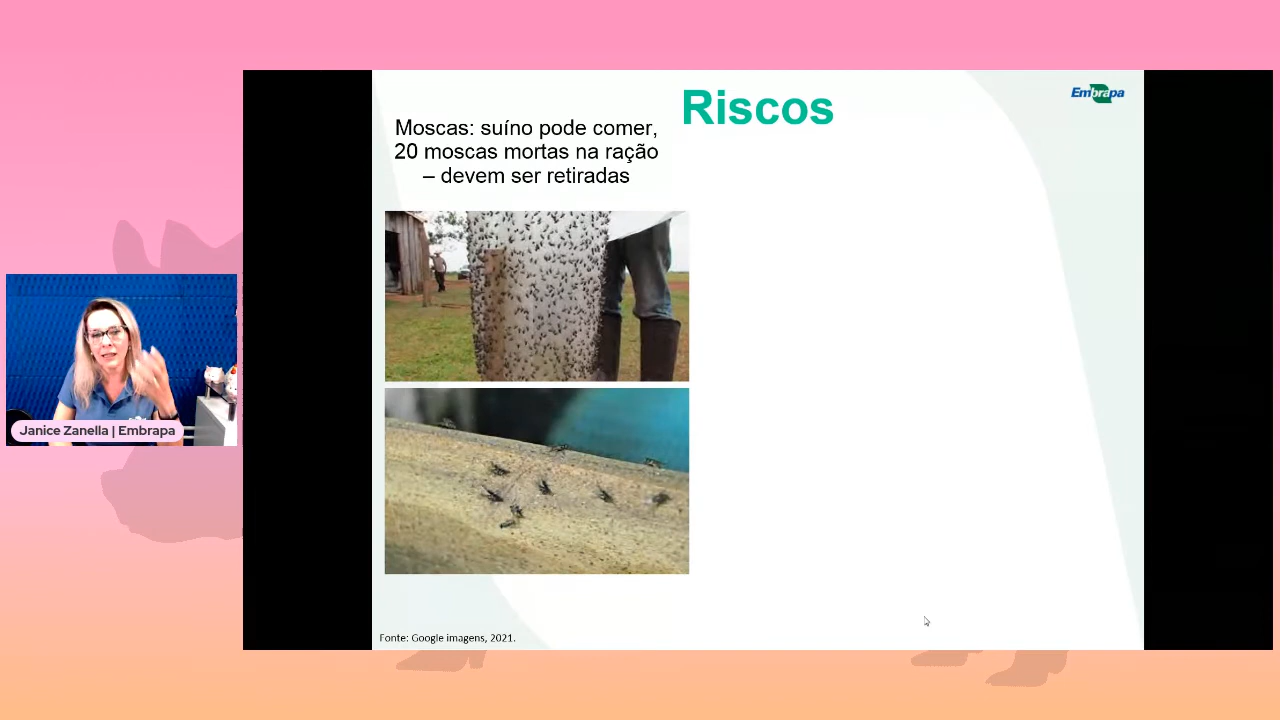 Riscos
Embrapa
Moscas: suíno pode comer,
20 moscas mortas na ração
– devem ser retiradas
Janice Zanella | Embrapa
Fonte: Google imagens, 2021.